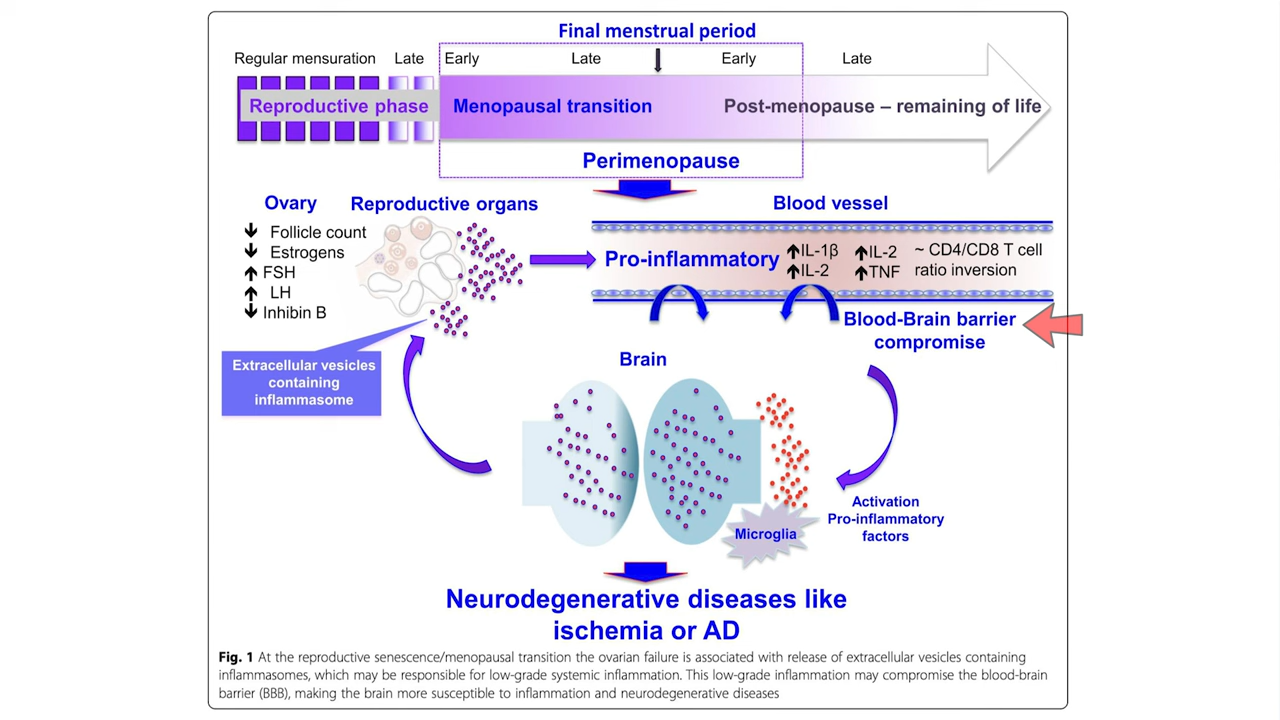 Final menstrual period
Regular mensuration Late Early Late Early Late
Reproductive phase Menopausal transition Post-menopause – remaining of life
Perimenopause
Ovary
↓ Follicle count
↓ Estrogens
↑ FSH
↑ LH
↓ Inhibin B
Reproductive organs
Extracellular vesicles
containing
inflammasome
Blood vessel
Pro-inflammatory
↑IL-1β ↑IL-2 ~ CD4/CD8 T cell
↑IL-2 ↑TNF ratio inversion
Blood-Brain barrier
compromise
Brain
Activation
Pro-inflammatory
factors
Microglia
Neurodegenerative diseases like
ischemia or AD
Fig. 1 At the reproductive senescence/menopausal transition the ovarian failure is associated with release of extracellular vesicles containing
inflammasomes, which may be responsible for low-grade systemic inflammation. This low-grade inflammation may compromise the blood-brain
barrier (BBB), making the brain more susceptible to inflammation and neurodegenerative diseases